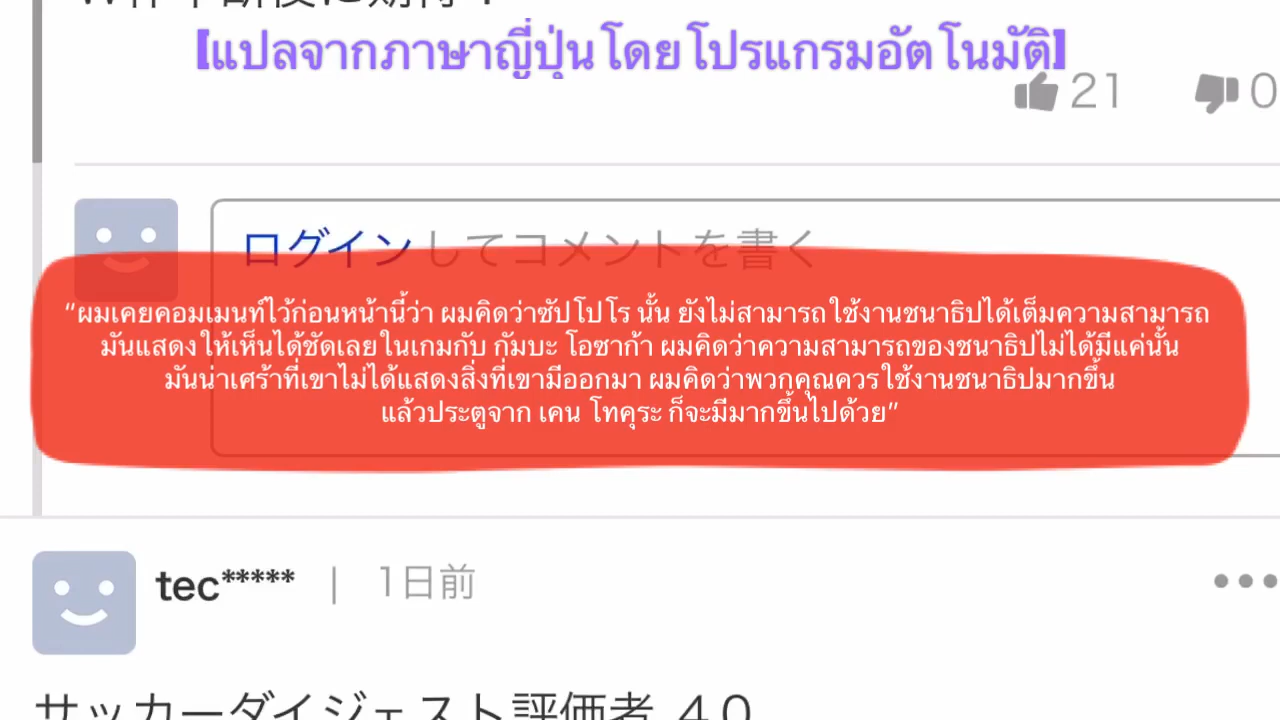 【แปลจากภาษาญี่ปุ่นโดยโปรแกรมอัตโนมัติ】
21
0
ログインしてコメントを書く
"ผมเคยคอมเมนท์ไว้ก่อนหน้านี้ว่า ผมคิดว่าซัปโปโร นั้น ยังไม่สามารถใช้งานชนาธิปได้เต็มความสามารถ
มันแสดงให้เห็นได้ชัดเลยในเกมกับ กัมบะ โอซาก้า ผมคิดว่าความสามารถของชนาธิปไม่ได้มีแค่นั้น
มันน่าเศร้าที่เขาไม่ได้แสดงสิ่งที่เขามีออกมา ผมคิดว่าพวกคุณควรใช้งานชนาธิปมากขึ้น
แล้วประตูจาก เคน โทคุระ ก็จะมีมากขึ้นไปด้วย"
tec***** | 1日前
サッカーダイジェスト評価者 40